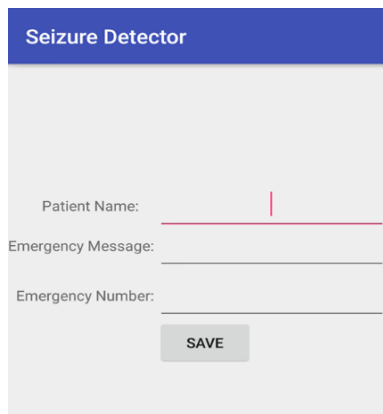 Seizure Detector
Patient Name:
Emergency Message:
Emergency Number:
SAVE